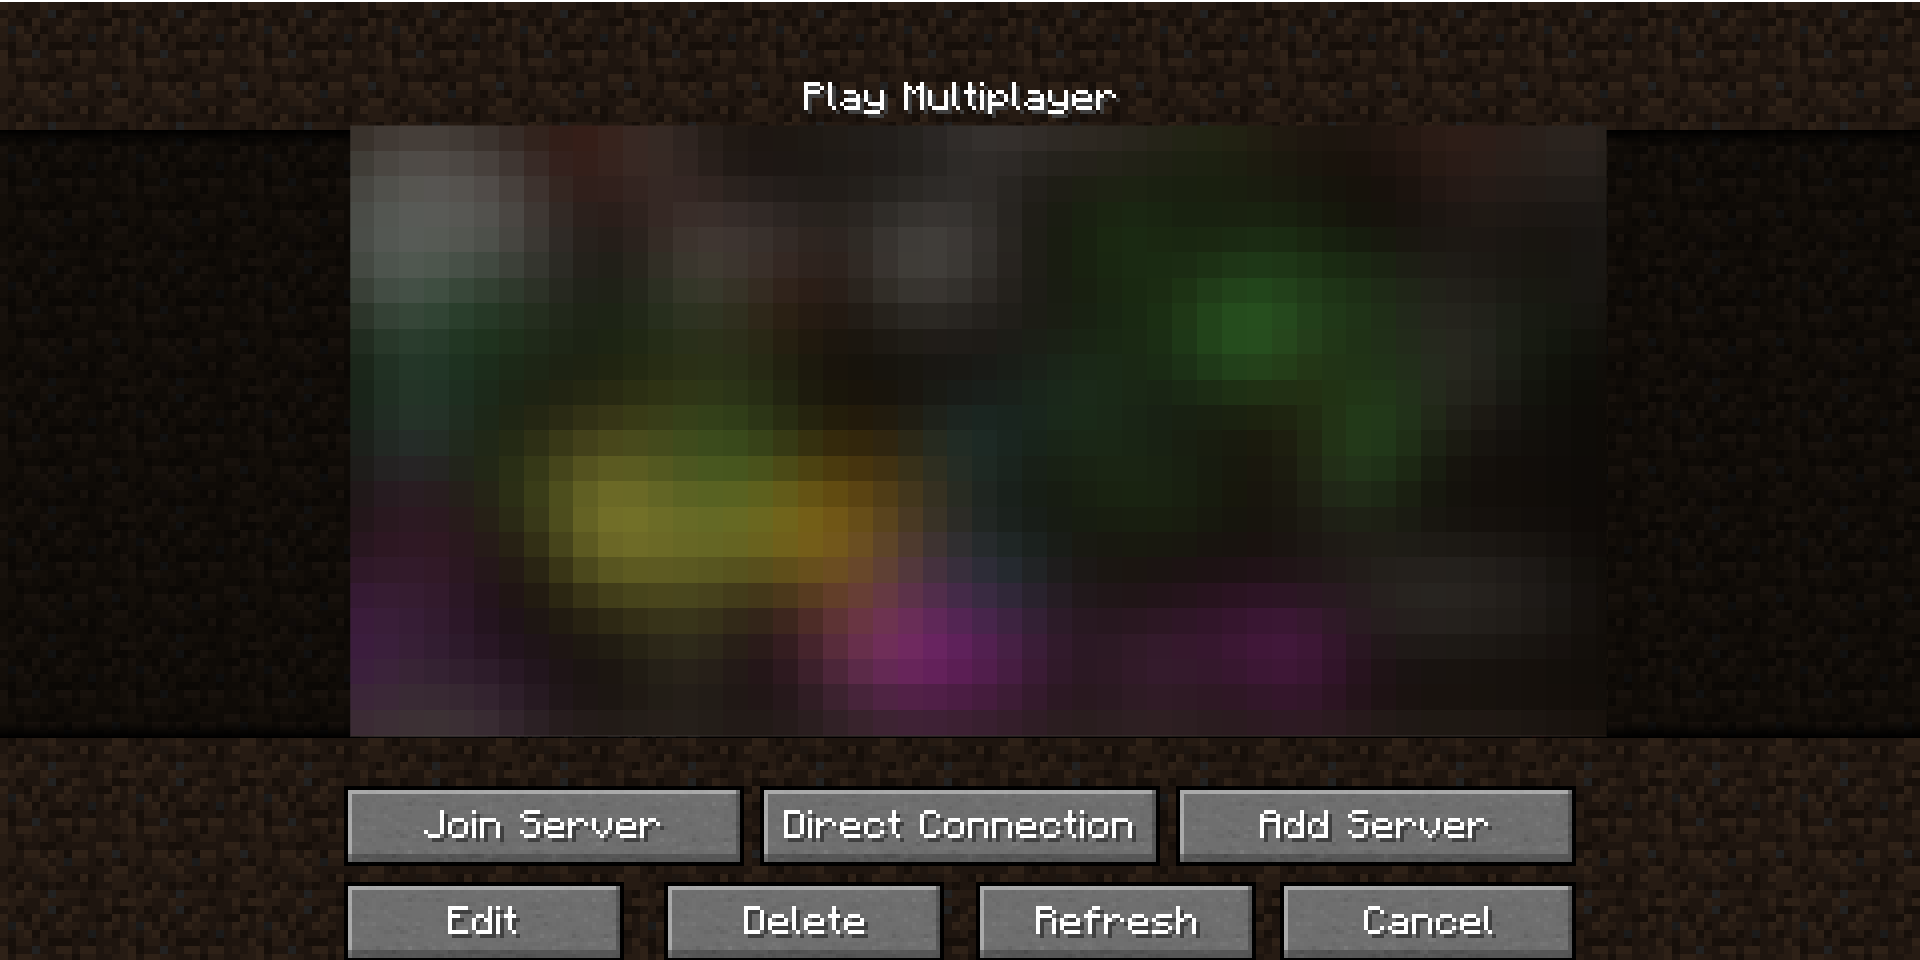 Play Multiplayer
Join Server
Direct Connection
Add Server
Edit
Delete
Refresh
Cancel